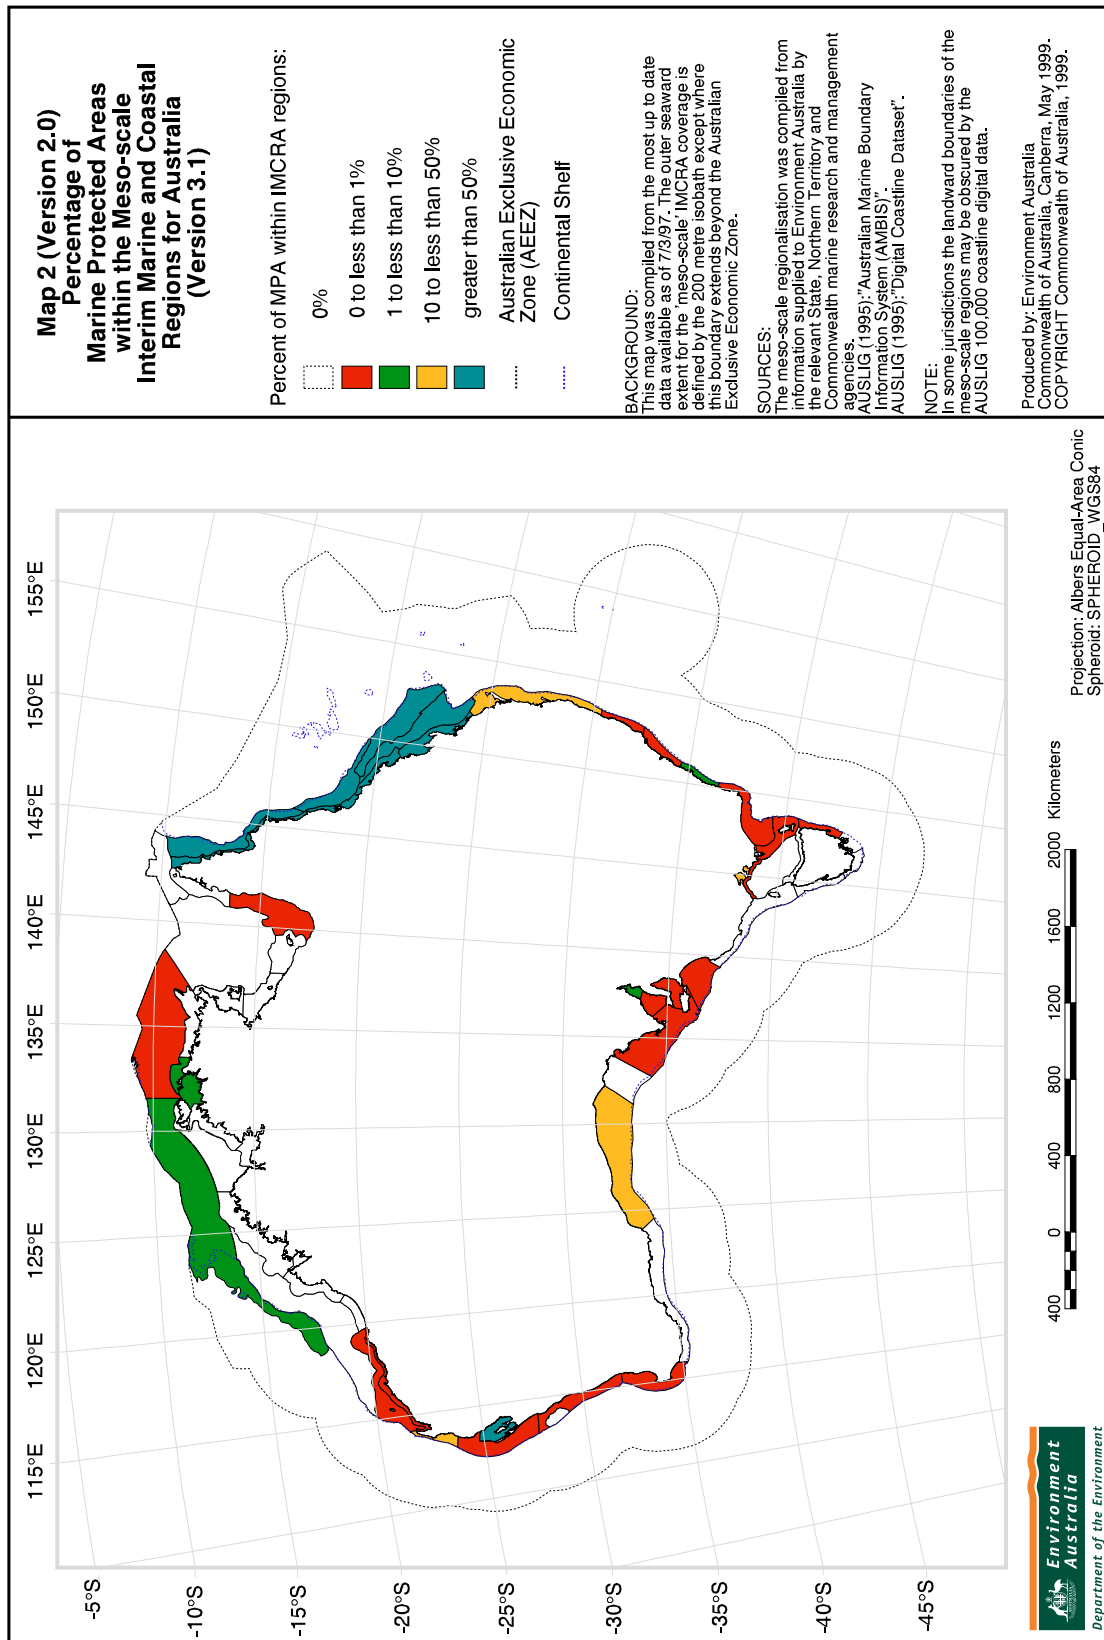 Map 2 (Version 2.0)
Percentage of
Marine Protected Areas
within the Meso-scale
Interim Marine and Coastal
Regions for Australia
(Version 3.1)
Percent of MPA within IMCRA regions:
0%
0 to less than 1%
1 to less than 10%
10 to less than 50%
greater than 50%
Australian Exclusive Economic
Zone (AEEZ)
Continental Shelf
BACKGROUND:
This map was compiled from the most up to date
data available as of 7/3/97. The outer seaward
extent for the 'meso-scale' IMCRA coverage is
defined by the 200 metre isobath except where
this boundary extends beyond the Australian
Exclusive Economic Zone.
SOURCES:
The meso-scale regionalisation was compiled from
information supplied to Environment Australia by
the relevant State, Northern Territory and
Commonwealth marine research and management
agencies.
AUSLIG (1995):"Australian Marine Boundary
Information System (AMBIS)".
AUSLIG (1995):"Digital Coastline Dataset".
NOTE:
In some jurisdictions the landward boundaries of the
meso-scale regions may be obscured by the
AUSLIG 100,000 coastline digital data.
Produced by: Environment Australia
Commonwealth of Australia, Canberra, May 1999-
COPYRIGHT Commonwealth of Australia, 1999.
115°E
120°E
125°E
130°E
135°E
140°E
145°E
150°E
155°E
-5°S
-10°S
-15°S
-20°S
-25°S
-30°S
-35°S
-40°S
-45°S
400 0 400 800 1200 1600 2000 Kilometers
Projection: Albers Equal-Area Conic
Spheroid: SPHEROID_WGS84
Environment
Australia
Department of the Environment